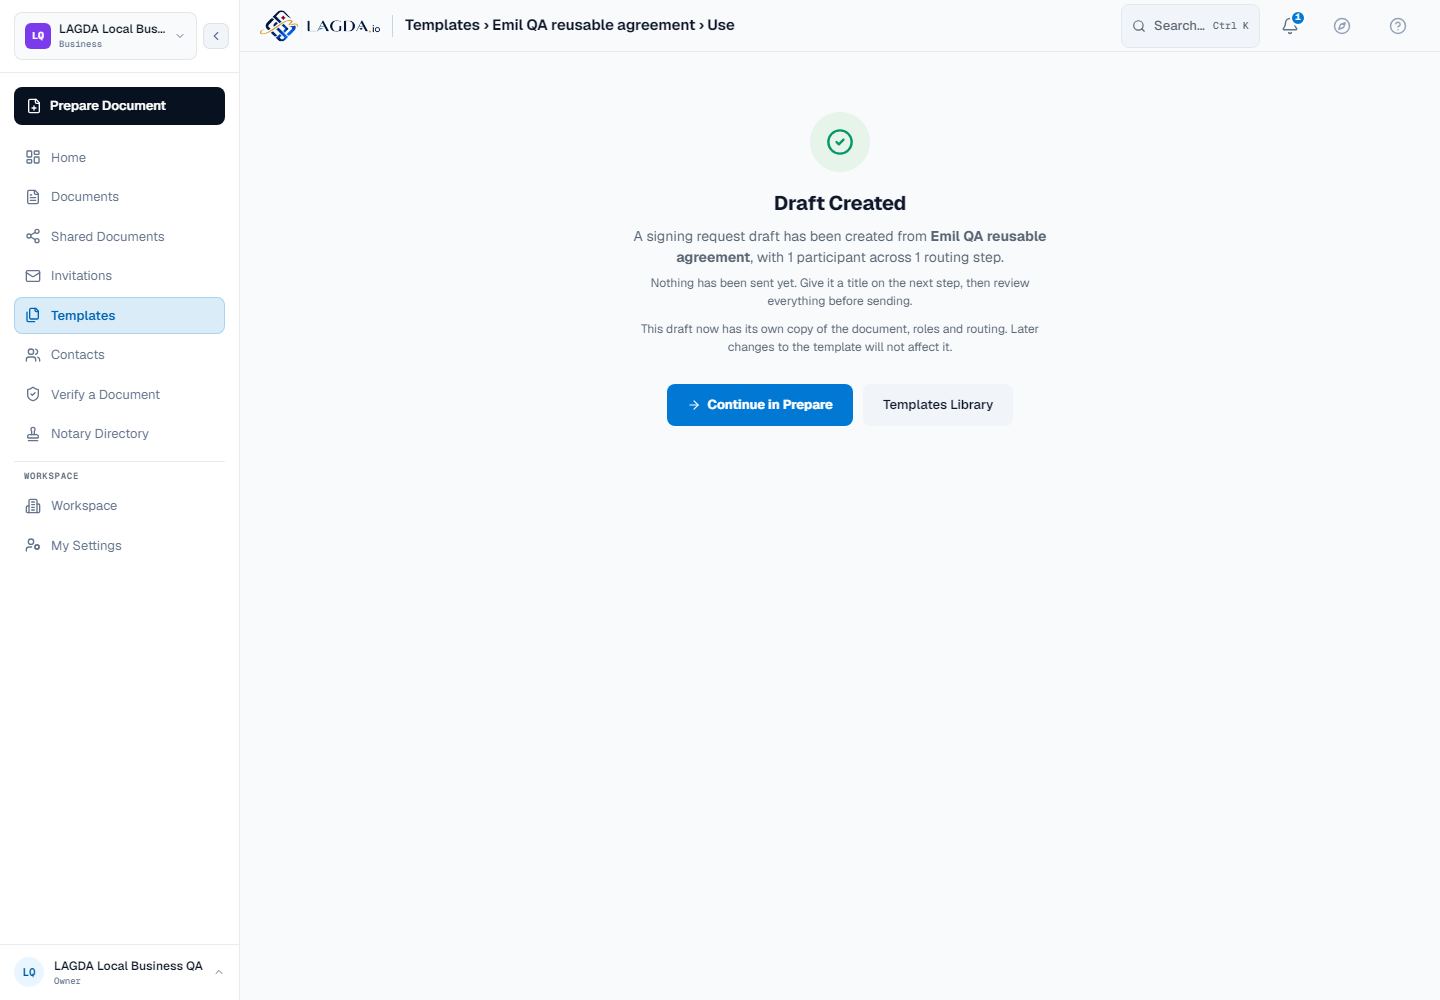 LQ
LAGDA Local Bus...
Business
Prepare Document
Home
Documents
Shared Documents
Invitations
Templates
Contacts
Verify a Document
Notary Directory
WORKSPACE
Workspace
My Settings
LQ
LAGDA Local Business QA
Owner
LAGDA.io
Templates › Emil QA reusable agreement › Use
Search... Ctrl K
1
Draft Created
A signing request draft has been created from Emil QA reusable
agreement, with 1 participant across 1 routing step.
Nothing has been sent yet. Give it a title on the next step, then review
everything before sending.
This draft now has its own copy of the document, roles and routing. Later
changes to the template will not affect it.
Continue in Prepare
Templates Library